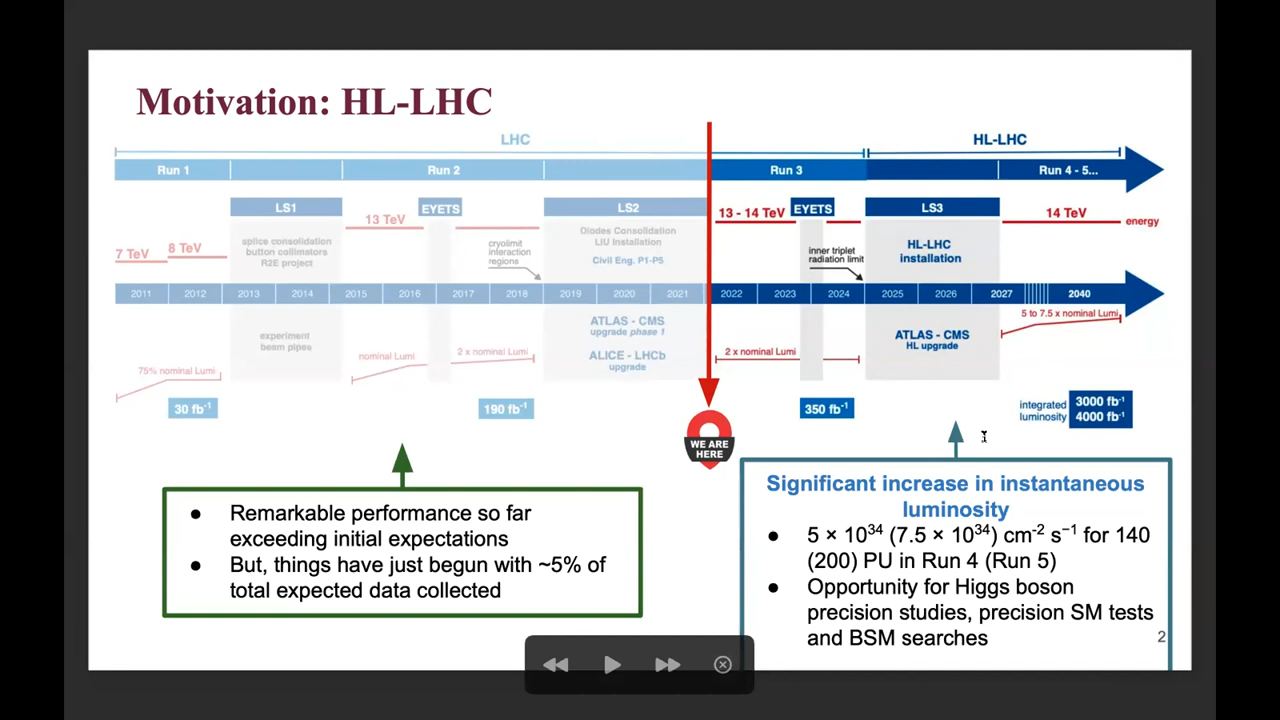 Motivation: HL-LHC
LHC
HL-LHC
Run 1
Run 2
Run 3
Run 4 - 5...
LS1
EYETS
LS2
EYETS
LS3
7 TeV
8 TeV
13 TeV
13 - 14 TeV
14 TeV
energy
splice consolidation
button collimators
R2E project
cryolimit
interaction
regions
Diodes Consolidation
LIU Installation
Civil Eng. P1-P5
inner triplet
radiation limit
HL-LHC
installation
2011
2012
2013
2014
2015
2016
2017
2018
2019
2020
2021
2022
2023
2024
2025
2026
2027
2040
75% nominal Lumi
experiment
beam pipes
nominal Lumi
2 x nominal Lumi
ATLAS - CMS
upgrade phase 1
ALICE - LHCb
upgrade
2 x nominal Lumi
ATLAS - CMS
HL upgrade
5 to 7.5 x nominal Lumi
30 fb⁻¹
190 fb⁻¹
350 fb⁻¹
integrated
luminosity
3000 fb⁻¹
4000 fb⁻¹
WE ARE
HERE
● Remarkable performance so far
exceeding initial expectations
● But, things have just begun with ~5% of
total expected data collected
Significant increase in instantaneous
luminosity
● 5 × 10³⁴ (7.5 × 10³⁴) cm⁻² s⁻¹ for 140
(200) PU in Run 4 (Run 5)
● Opportunity for Higgs boson
precision studies, precision SM tests
and BSM searches
2